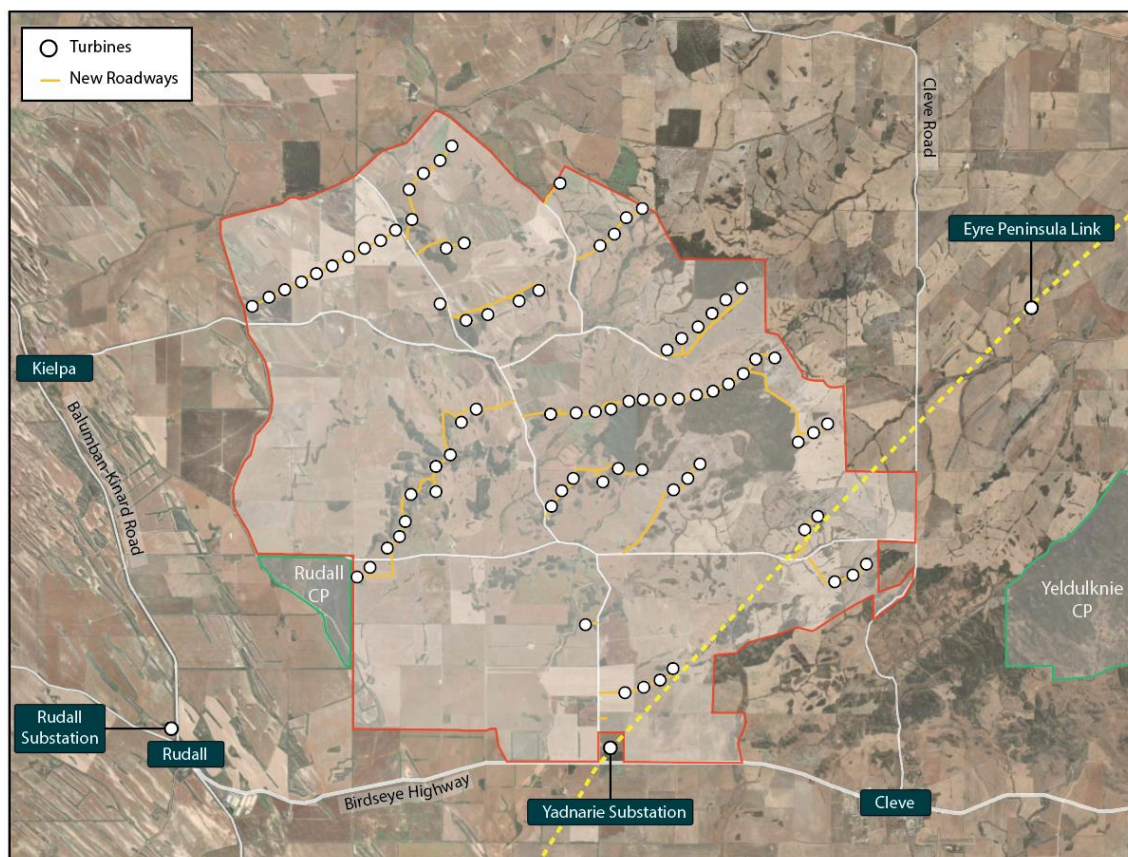 Turbines
New Roadways
Cleve Road
Eyre Peninsula Link
Kielpa
Balumban-Kinard Road
Rudall
CP
Yeldulknie
CP
Rudall
Substation
Rudall
Birdseye Highway
Yadnarie Substation
Cleve